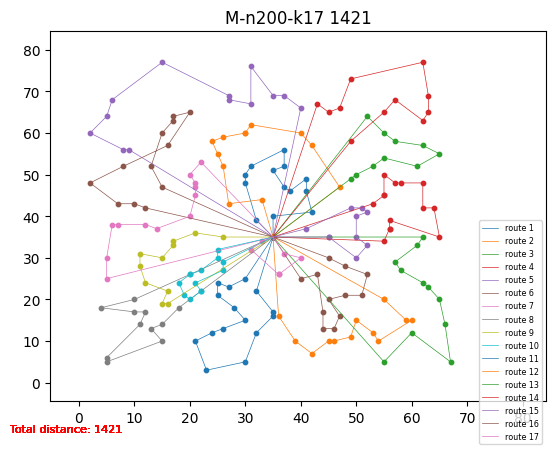 M-n200-k17 1421
80
70
60
50
40
30
20
10
0
0 10 20 30 40 50 60 70 80
route 1
route 2
route 3
route 4
route 5
route 6
route 7
route 8
route 9
route 10
route 11
route 12
route 13
route 14
route 15
route 16
route 17
Total distance: 1421